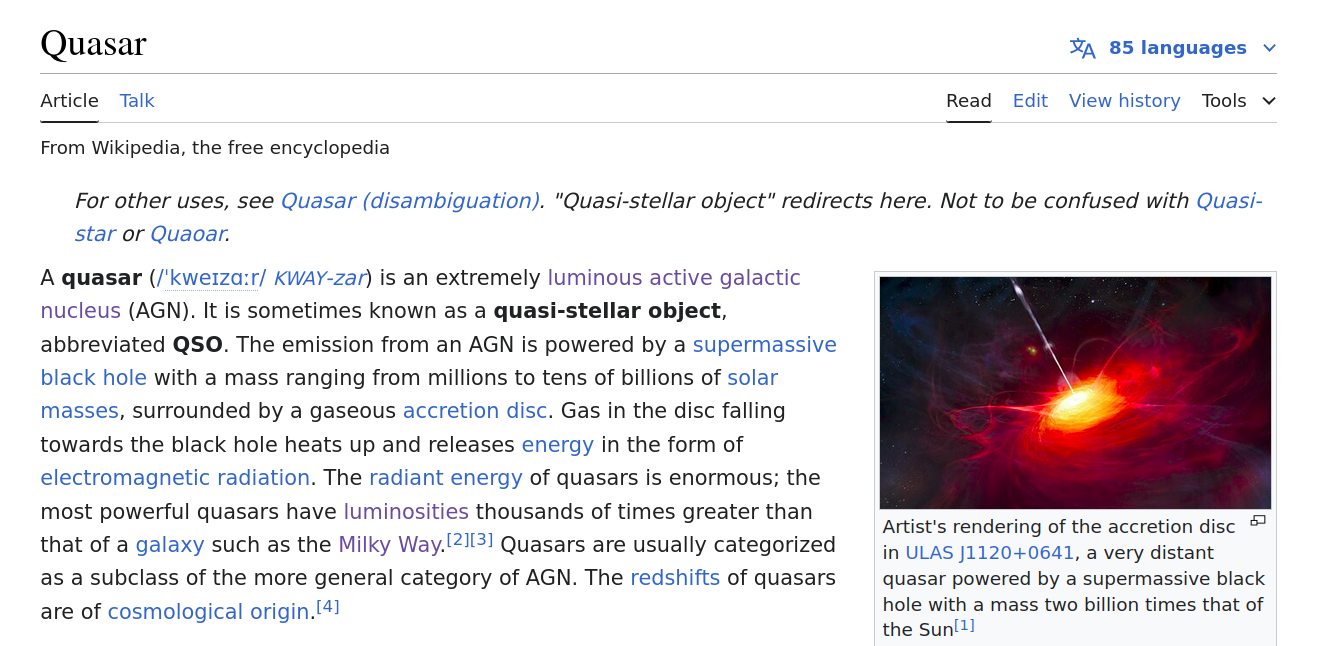 Quasar
85 languages
Article Talk
Read Edit View history Tools
From Wikipedia, the free encyclopedia
For other uses, see Quasar (disambiguation). "Quasi-stellar object" redirects here. Not to be confused with Quasi-
star or Quaoar.
A quasar (/ˈkweɪzɑːr/ KWAY-zar) is an extremely luminous active galactic
nucleus (AGN). It is sometimes known as a quasi-stellar object,
abbreviated QSO. The emission from an AGN is powered by a supermassive
black hole with a mass ranging from millions to tens of billions of solar
masses, surrounded by a gaseous accretion disc. Gas in the disc falling
towards the black hole heats up and releases energy in the form of
electromagnetic radiation. The radiant energy of quasars is enormous; the
most powerful quasars have luminosities thousands of times greater than
that of a galaxy such as the Milky Way.[2][3] Quasars are usually categorized
as a subclass of the more general category of AGN. The redshifts of quasars
are of cosmological origin.[4]
Artist's rendering of the accretion disc
in ULAS J1120+0641, a very distant
quasar powered by a supermassive black
hole with a mass two billion times that of
the Sun[1]